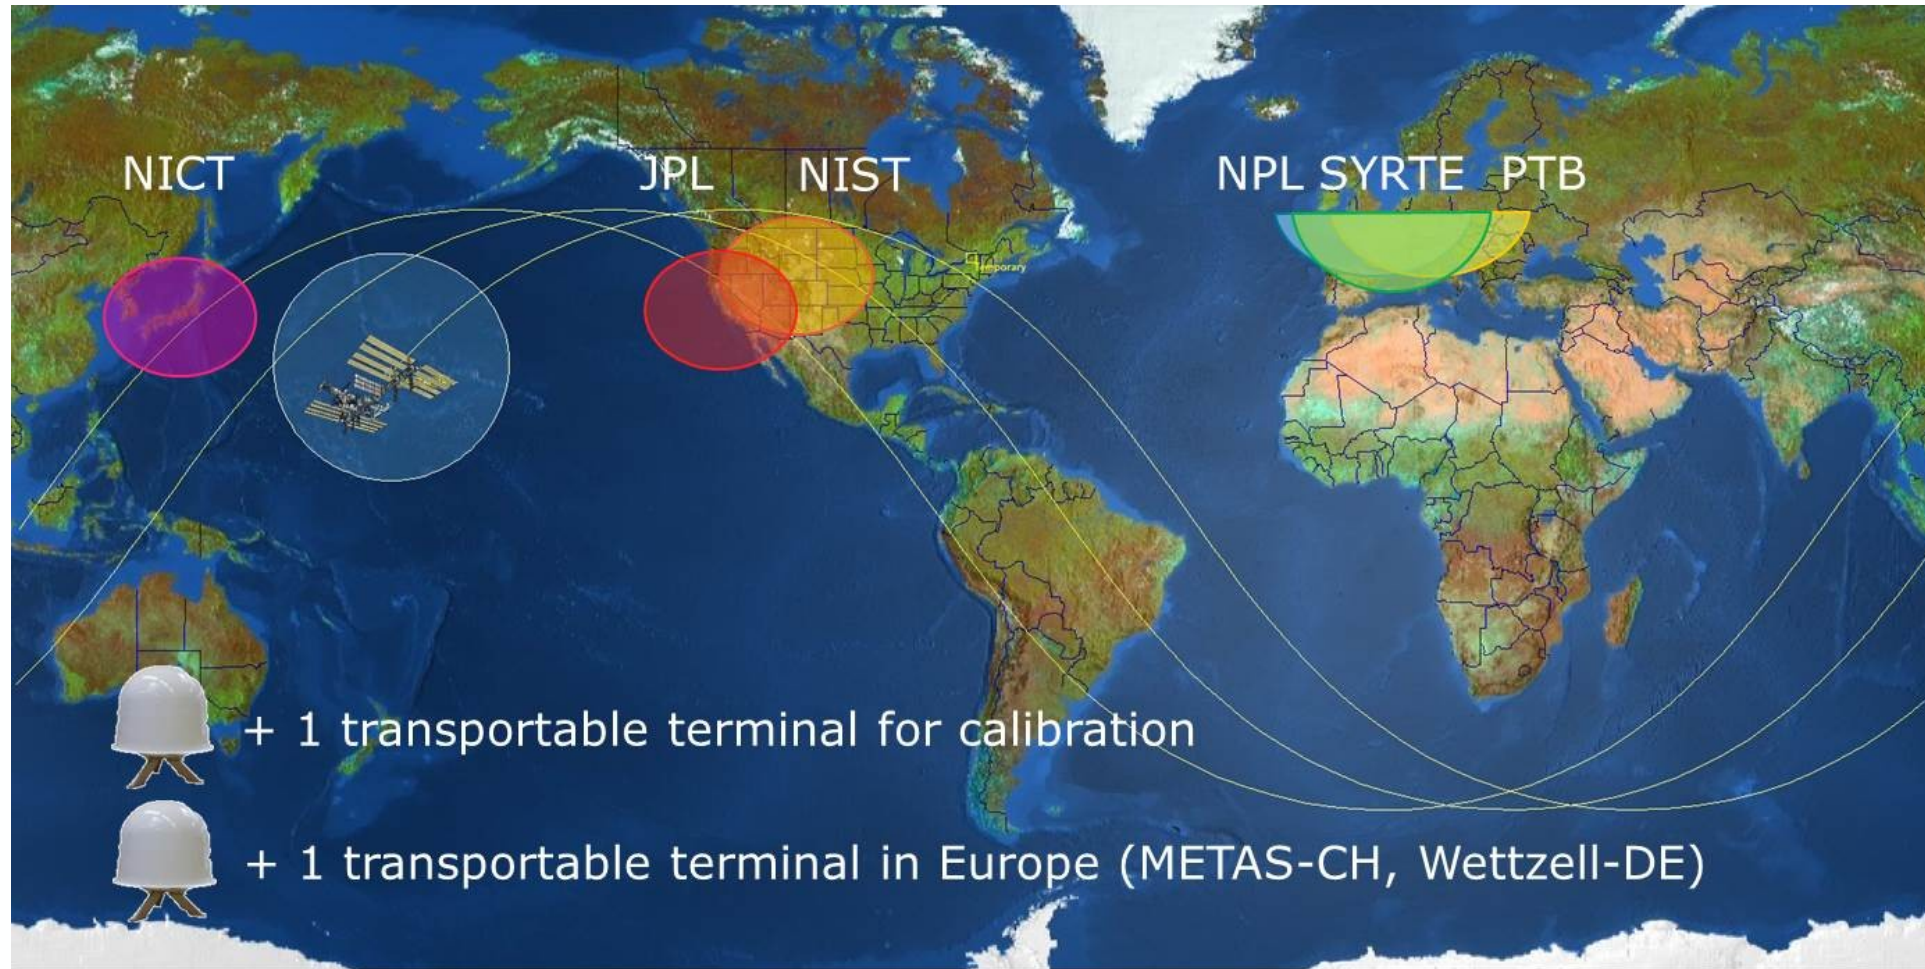 NICT
JPL
NIST
NPL SYRTE PTB
Temporary
+ 1 transportable terminal for calibration
+ 1 transportable terminal in Europe (METAS-CH, Wettzell-DE)